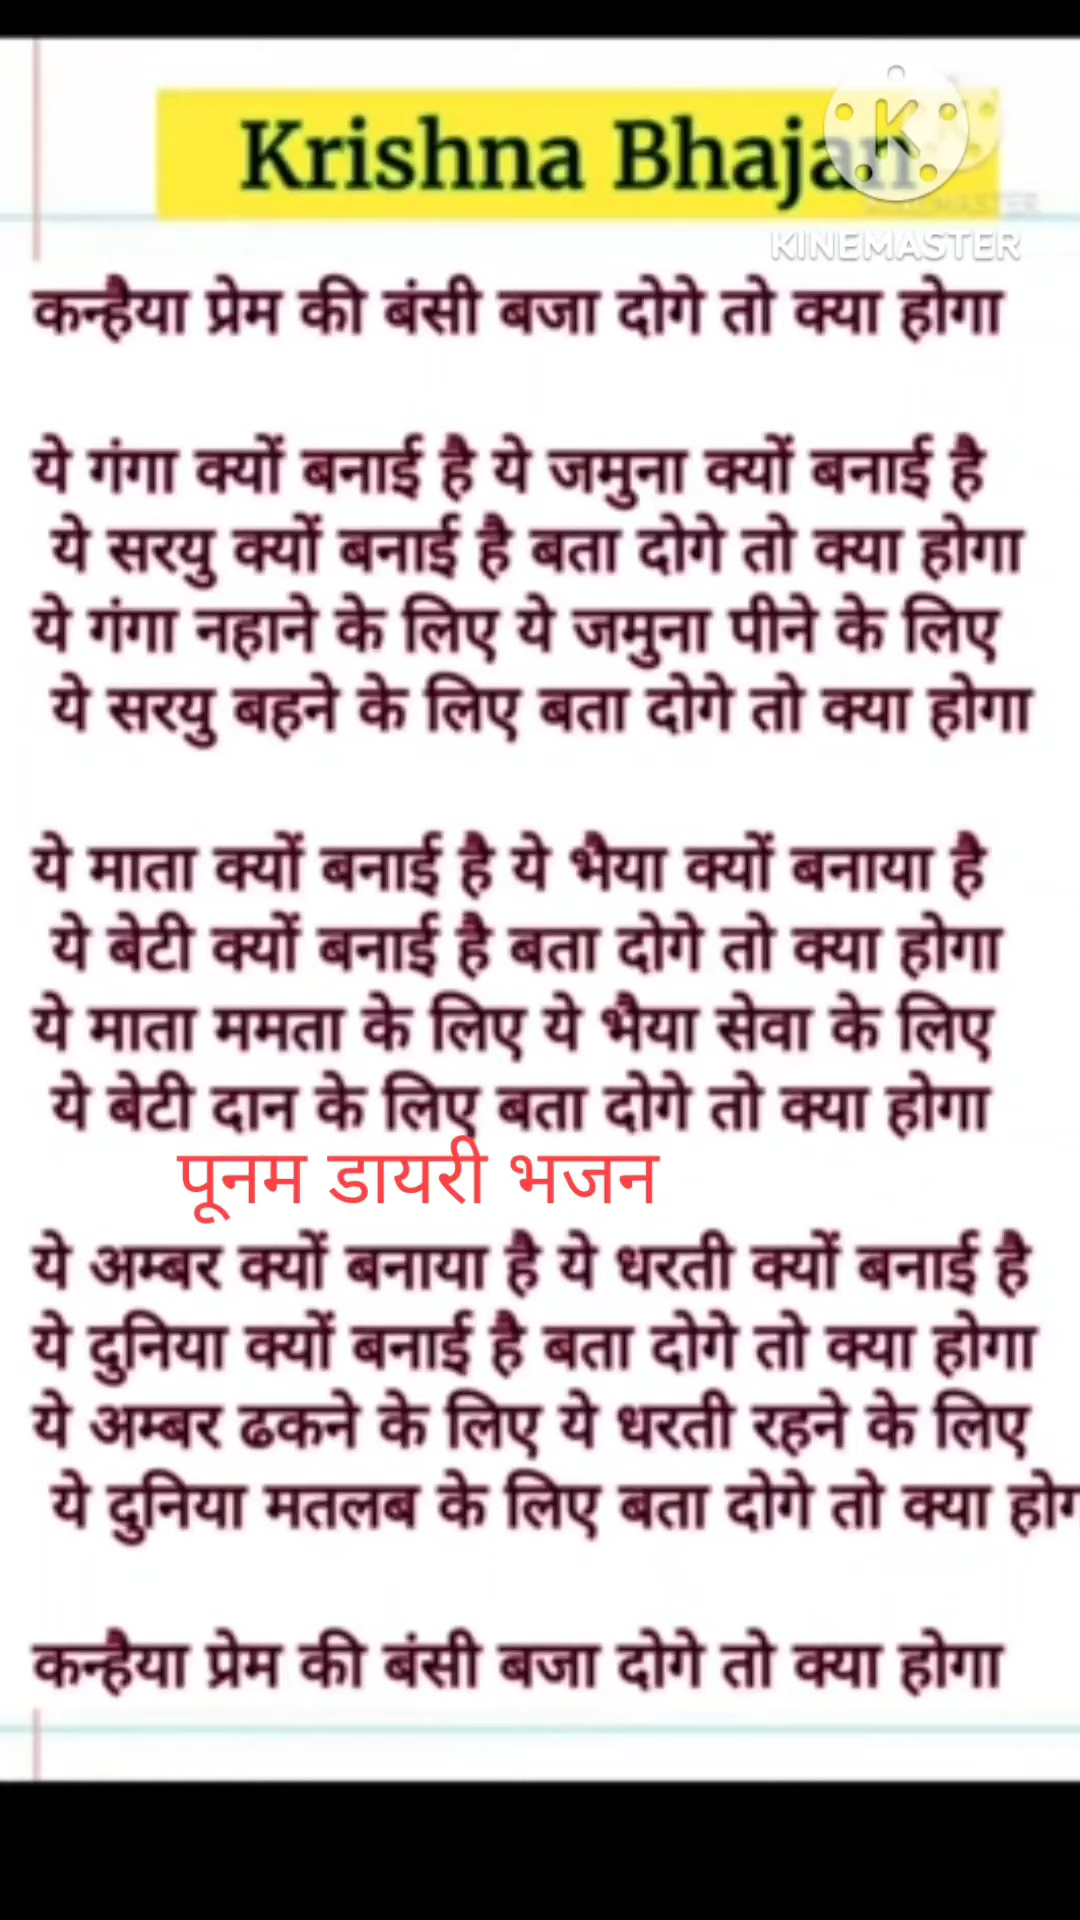 Krishna Bhajan
KINEMASTER
कन्हैया प्रेम की बंसी बजा दोगे तो क्या होगा
ये गंगा क्यों बनाई है ये जमुना क्यों बनाई है
ये सरयु क्यों बनाई है बता दोगे तो क्या होगा
ये गंगा नहाने के लिए ये जमुना पीने के लिए
ये सरयु बहने के लिए बता दोगे तो क्या होगा
ये माता क्यों बनाई है ये भैया क्यों बनाया है
ये बेटी क्यों बनाई है बता दोगे तो क्या होगा
ये माता ममता के लिए ये भैया सेवा के लिए
ये बेटी दान के लिए बता दोगे तो क्या होगा
पूनम डायरी भजन
ये अम्बर क्यों बनाया है ये धरती क्यों बनाई है
ये दुनिया क्यों बनाई है बता दोगे तो क्या होगा
ये अम्बर ढकने के लिए ये धरती रहने के लिए
ये दुनिया मतलब के लिए बता दोगे तो क्या होग
कन्हैया प्रेम की बंसी बजा दोगे तो क्या होगा